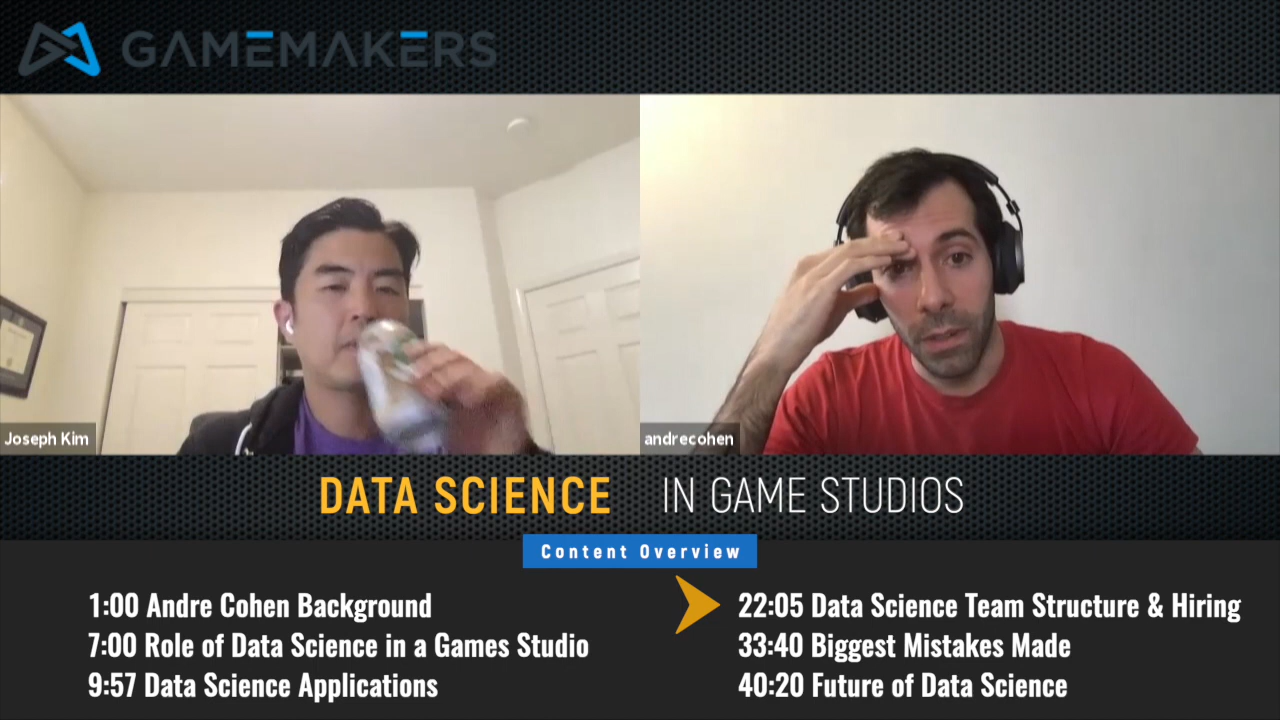 GAMEMAKERS
Joseph Kim
andrecohen
DATA SCIENCE IN GAME STUDIOS
Content Overview
1:00 Andre Cohen Background
7:00 Role of Data Science in a Games Studio
9:57 Data Science Applications
22:05 Data Science Team Structure & Hiring
33:40 Biggest Mistakes Made
40:20 Future of Data Science